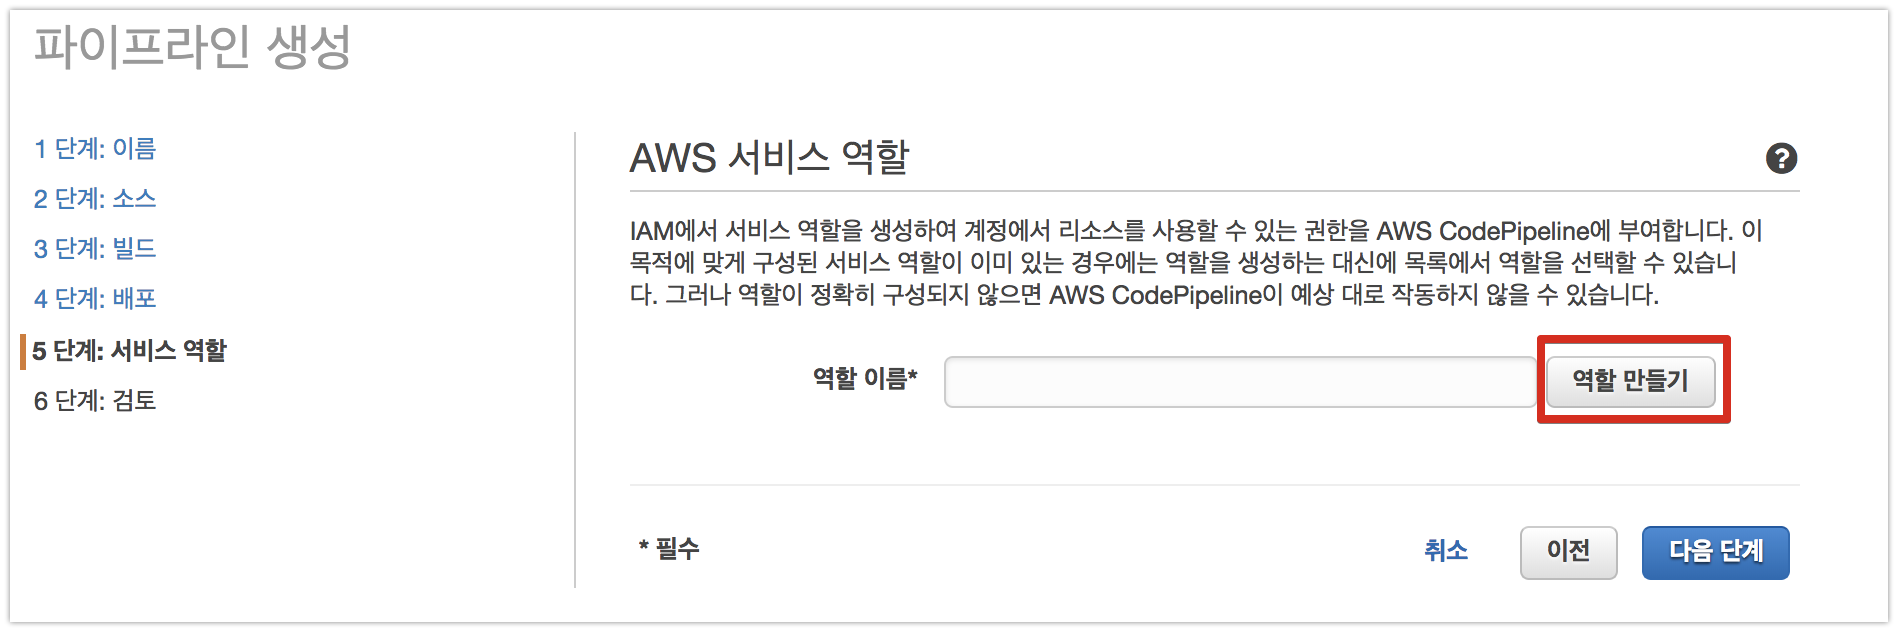 파이프라인 생성
1 단계: 이름
2 단계: 소스
3 단계: 빌드
4 단계: 배포
5 단계: 서비스 역할
6 단계: 검토
AWS 서비스 역할
?
IAM에서 서비스 역할을 생성하여 계정에서 리소스를 사용할 수 있는 권한을 AWS CodePipeline에 부여합니다. 이
목적에 맞게 구성된 서비스 역할이 이미 있는 경우에는 역할을 생성하는 대신에 목록에서 역할을 선택할 수 있습니
다. 그러나 역할이 정확히 구성되지 않으면 AWS CodePipeline이 예상 대로 작동하지 않을 수 있습니다.
역할 이름*
역할 만들기
* 필수
취소
이전
다음 단계